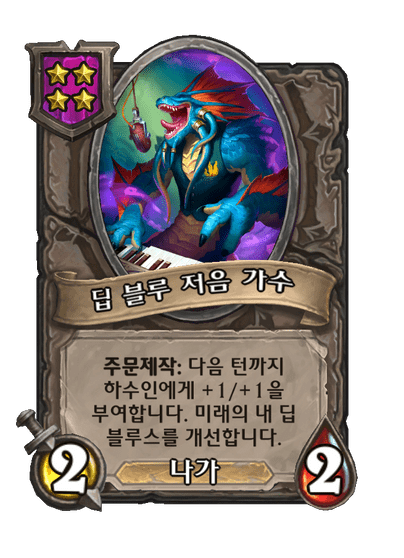 딥 블루 저음 가수
주문제작: 다음 턴까지
하수인에게 +1/+1을
부여합니다. 미래의 내 딥
블루스를 개선합니다.
2
나가
2